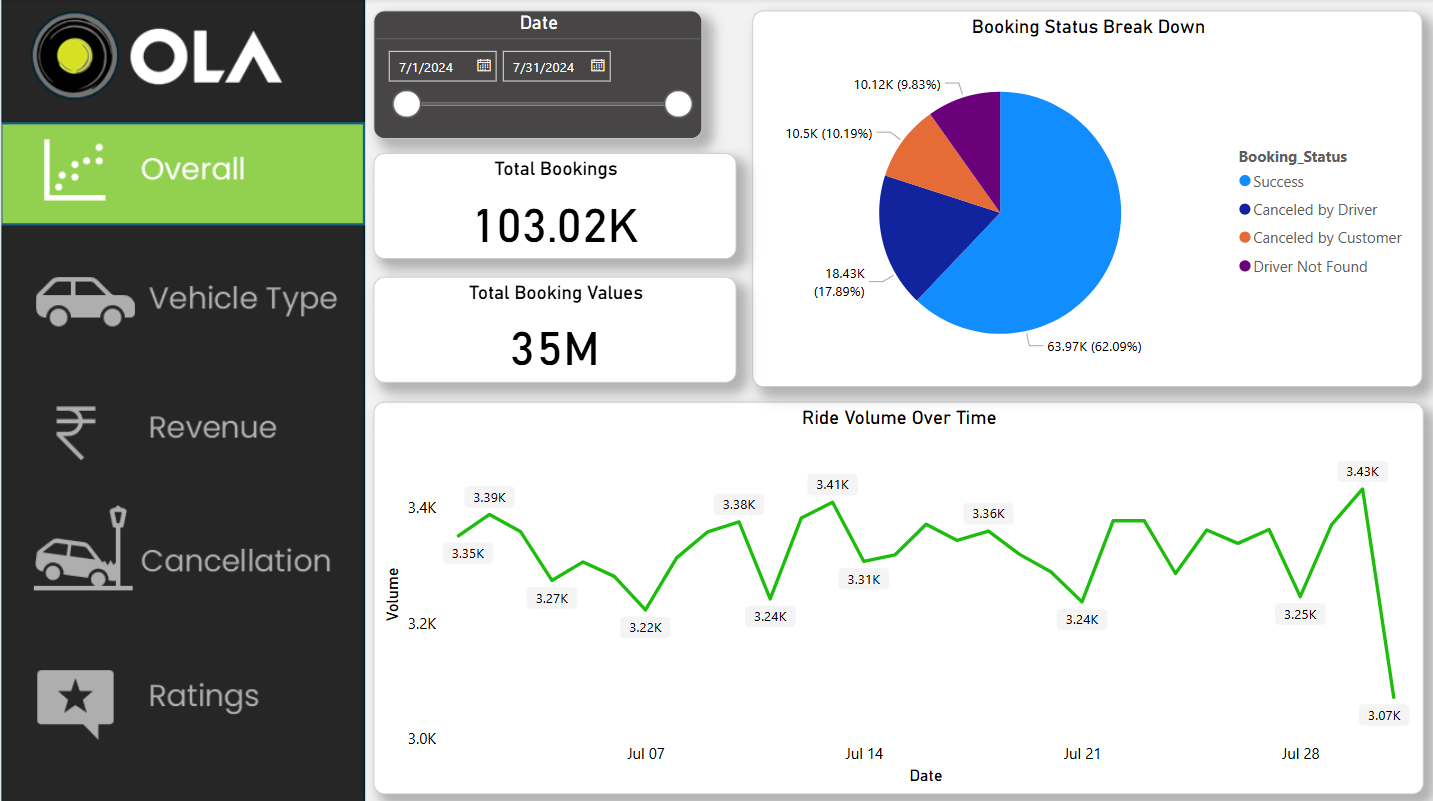 OLA
Overall
Vehicle Type
Revenue
Cancellation
Ratings
Date
7/1/2024
7/31/2024
Total Bookings
103.02K
Total Booking Values
35M
Booking Status Break Down
10.12K (9.83%)
10.5K (10.19%)
18.43K
(17.89%)
63.97K (62.09%)
Booking_Status
Success
Canceled by Driver
Canceled by Customer
Driver Not Found
Ride Volume Over Time
Volume
3.4K
3.2K
3.0K
3.35K
3.39K
3.27K
3.22K
3.38K
3.24K
3.41K
3.31K
3.36K
3.24K
3.25K
3.43K
3.07K
Jul 07
Jul 14
Jul 21
Jul 28
Date